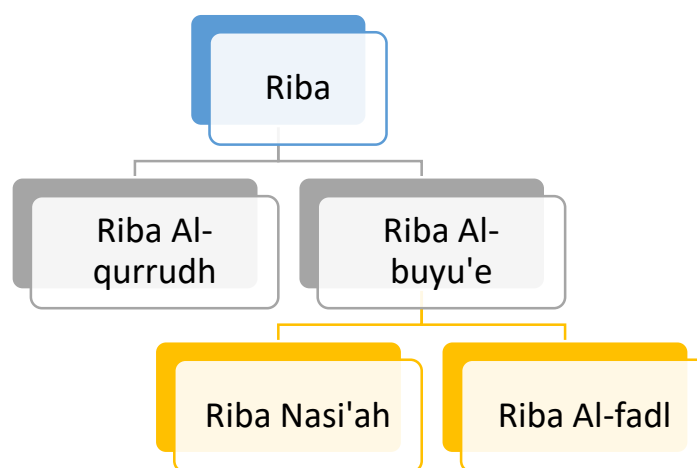 Riba
Riba Al-
qurrudh
Riba Al-
buyu'e
Riba Nasi'ah
Riba Al-fadl